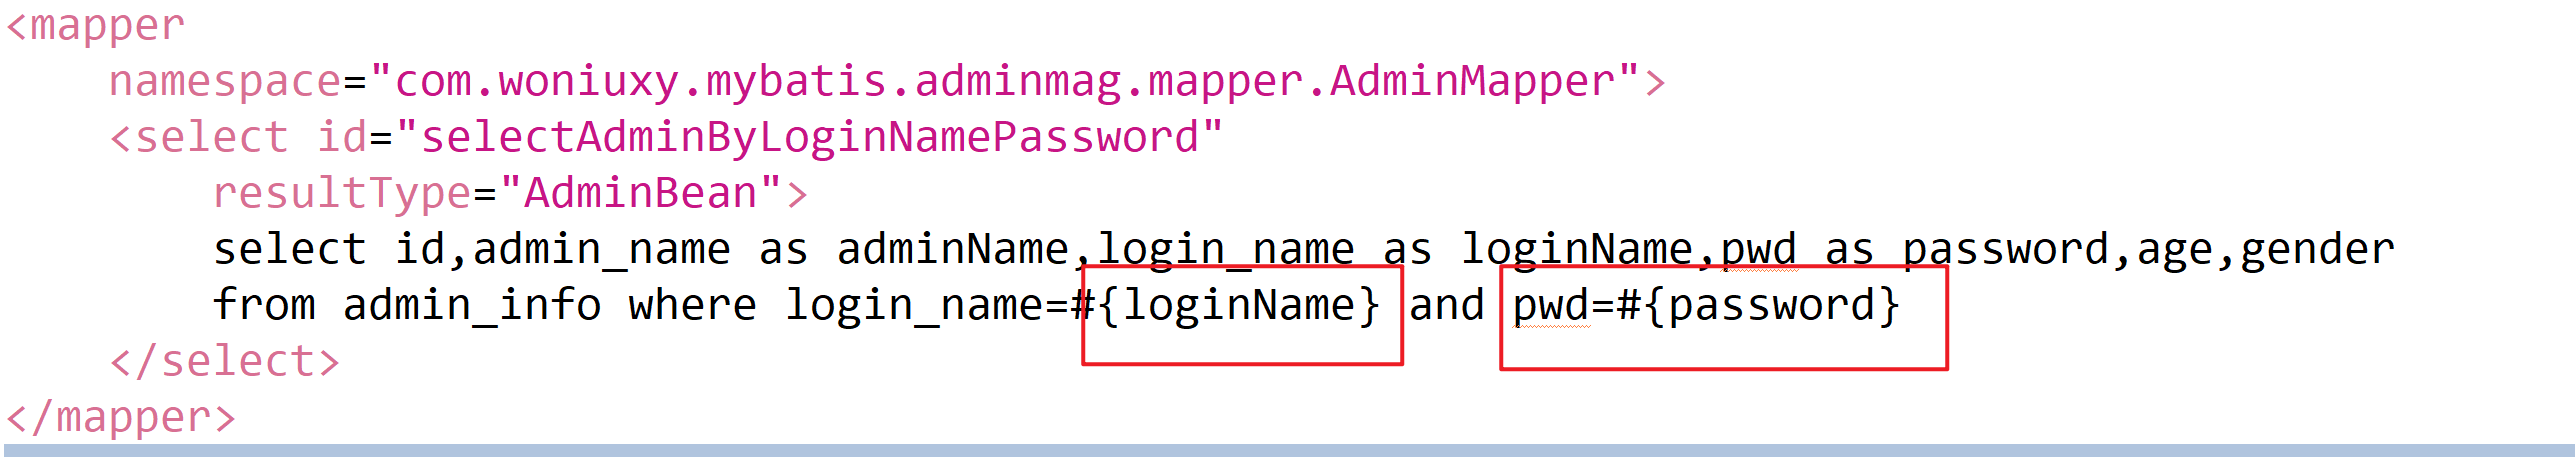 <mapper
namespace="com.woniuxy.mybatis.adminmag.mapper.AdminMapper">
<select id="selectAdminByLoginNamePassword"
resultType="AdminBean">
select id,admin_name as adminName,login_name as loginName,pwd as password,age,gender
from admin_info where login_name=#{loginName} and pwd=#{password}
</select>
</mapper>